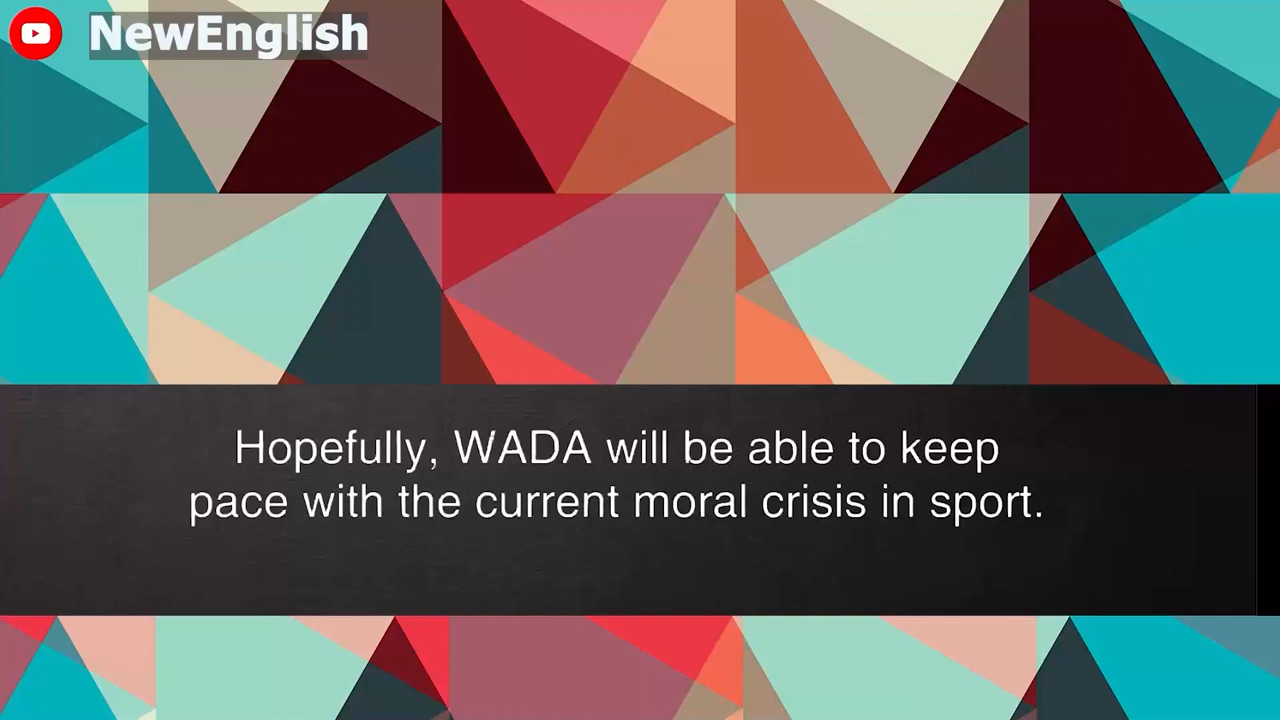 NewEnglish
Hopefully, WADA will be able to keep
pace with the current moral crisis in sport.